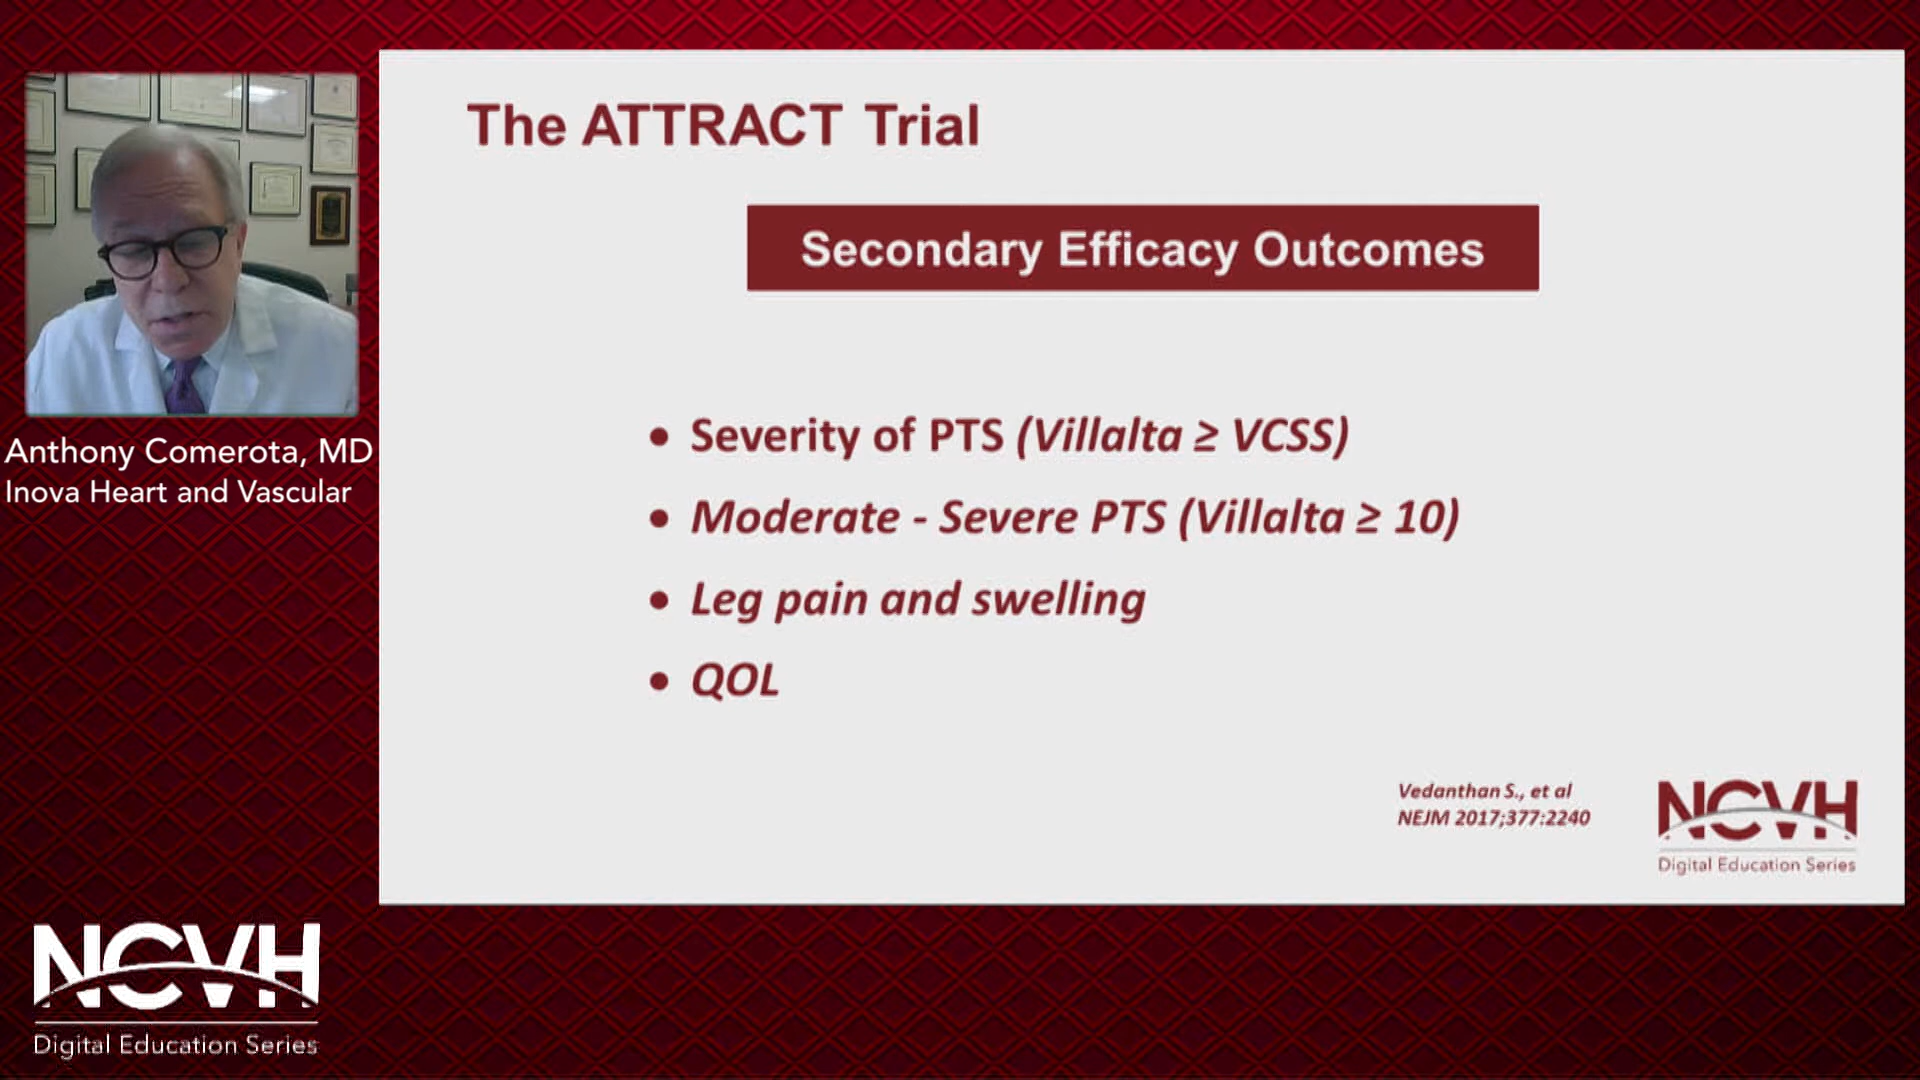 The ATTRACT Trial
Secondary Efficacy Outcomes
• Severity of PTS (Villalta ≥ VCSS)
• Moderate - Severe PTS (Villalta ≥ 10)
• Leg pain and swelling
• QOL
Vedanthan S., et al
NEJM 2017;377:2240
NCVH
Digital Education Series
Anthony Comerota, MD
Inova Heart and Vascular
NCVH
Digital Education Series